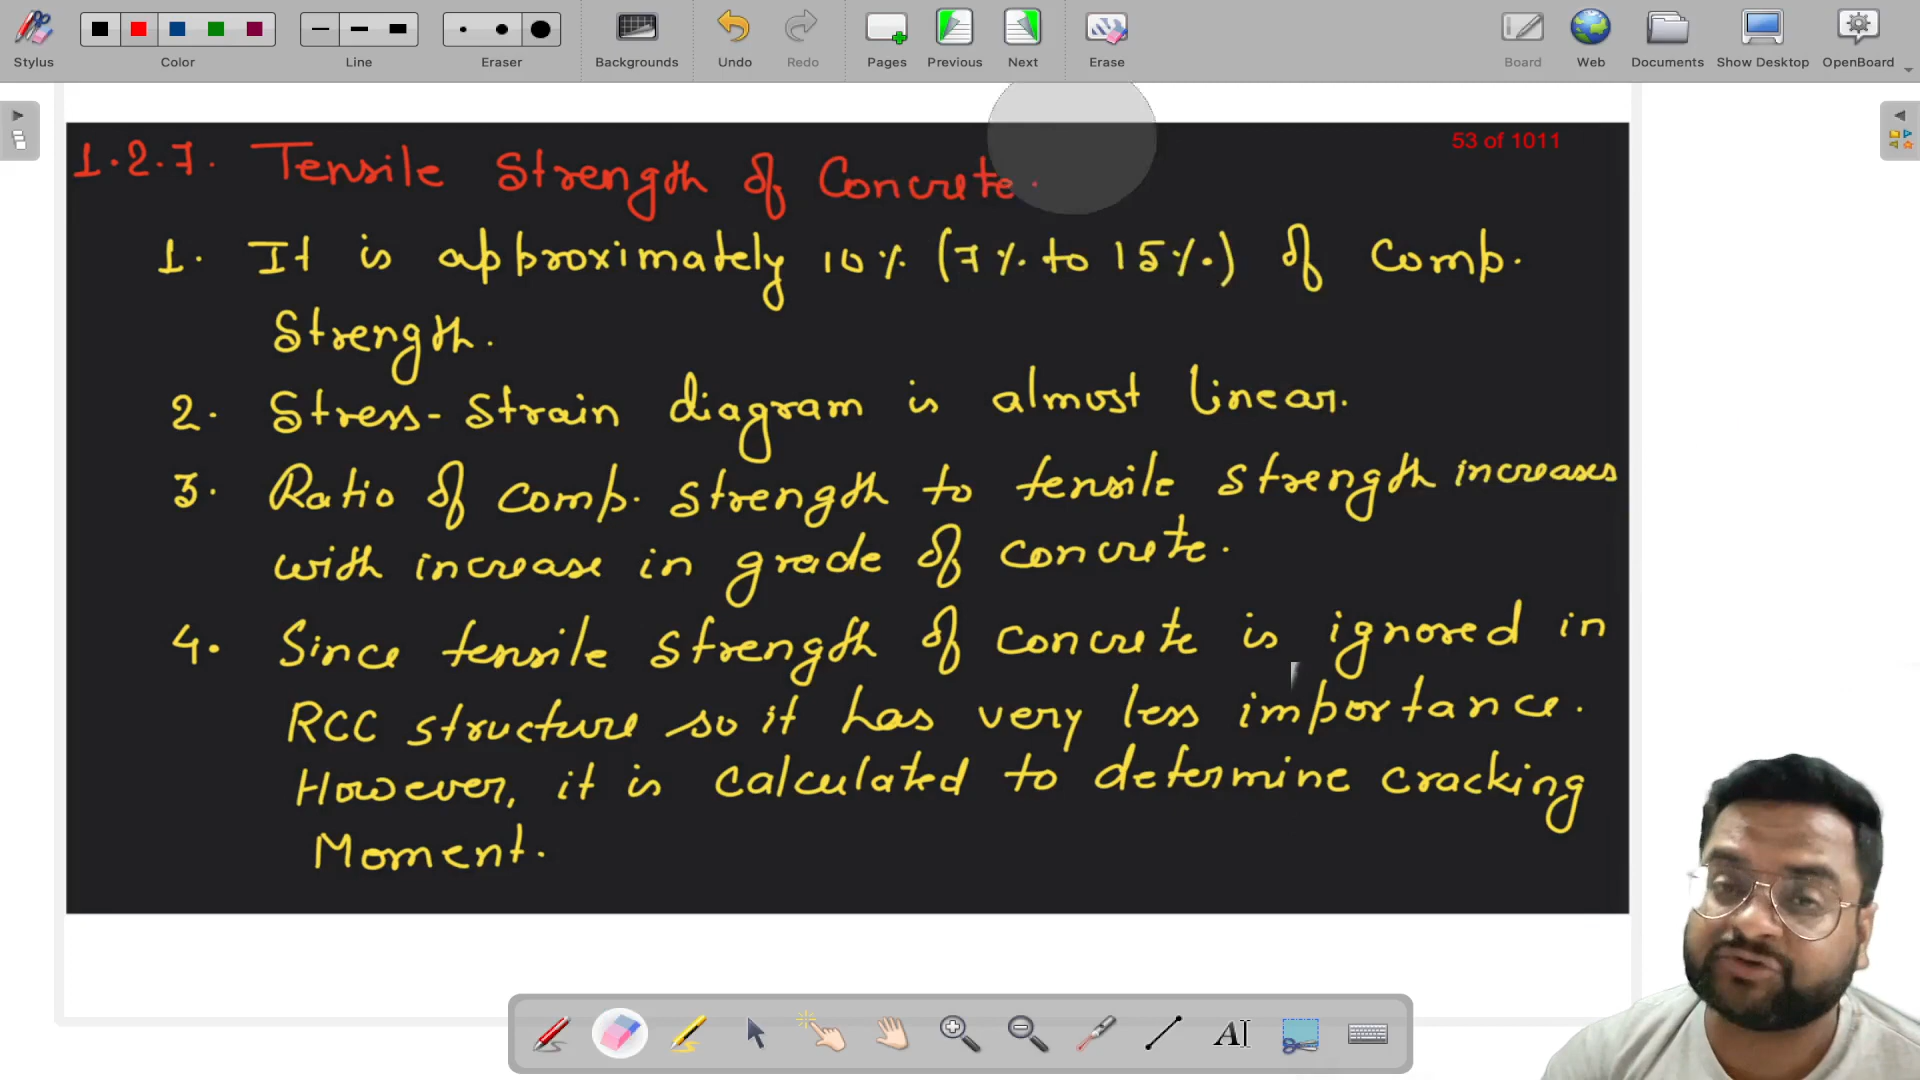 Stylus
Color
Line
Eraser
Backgrounds
Undo
Redo
Pages
Previous
Next
Erase
Board
Web
Documents
Show Desktop
OpenBoard
53 of 1011
1.2.7. Tensile Strength of Concrete.
1. It is approximately 10% (7% to 15%) of comp.
Strength.
2. Stress-Strain diagram is almost linear.
3. Ratio of comp. strength to tensile strength increases
with increase in grade of concrete.
4. Since tensile strength of concrete is ignored in
RCC structure so it has very less importance.
However, it is calculated to determine cracking
Moment.
AI